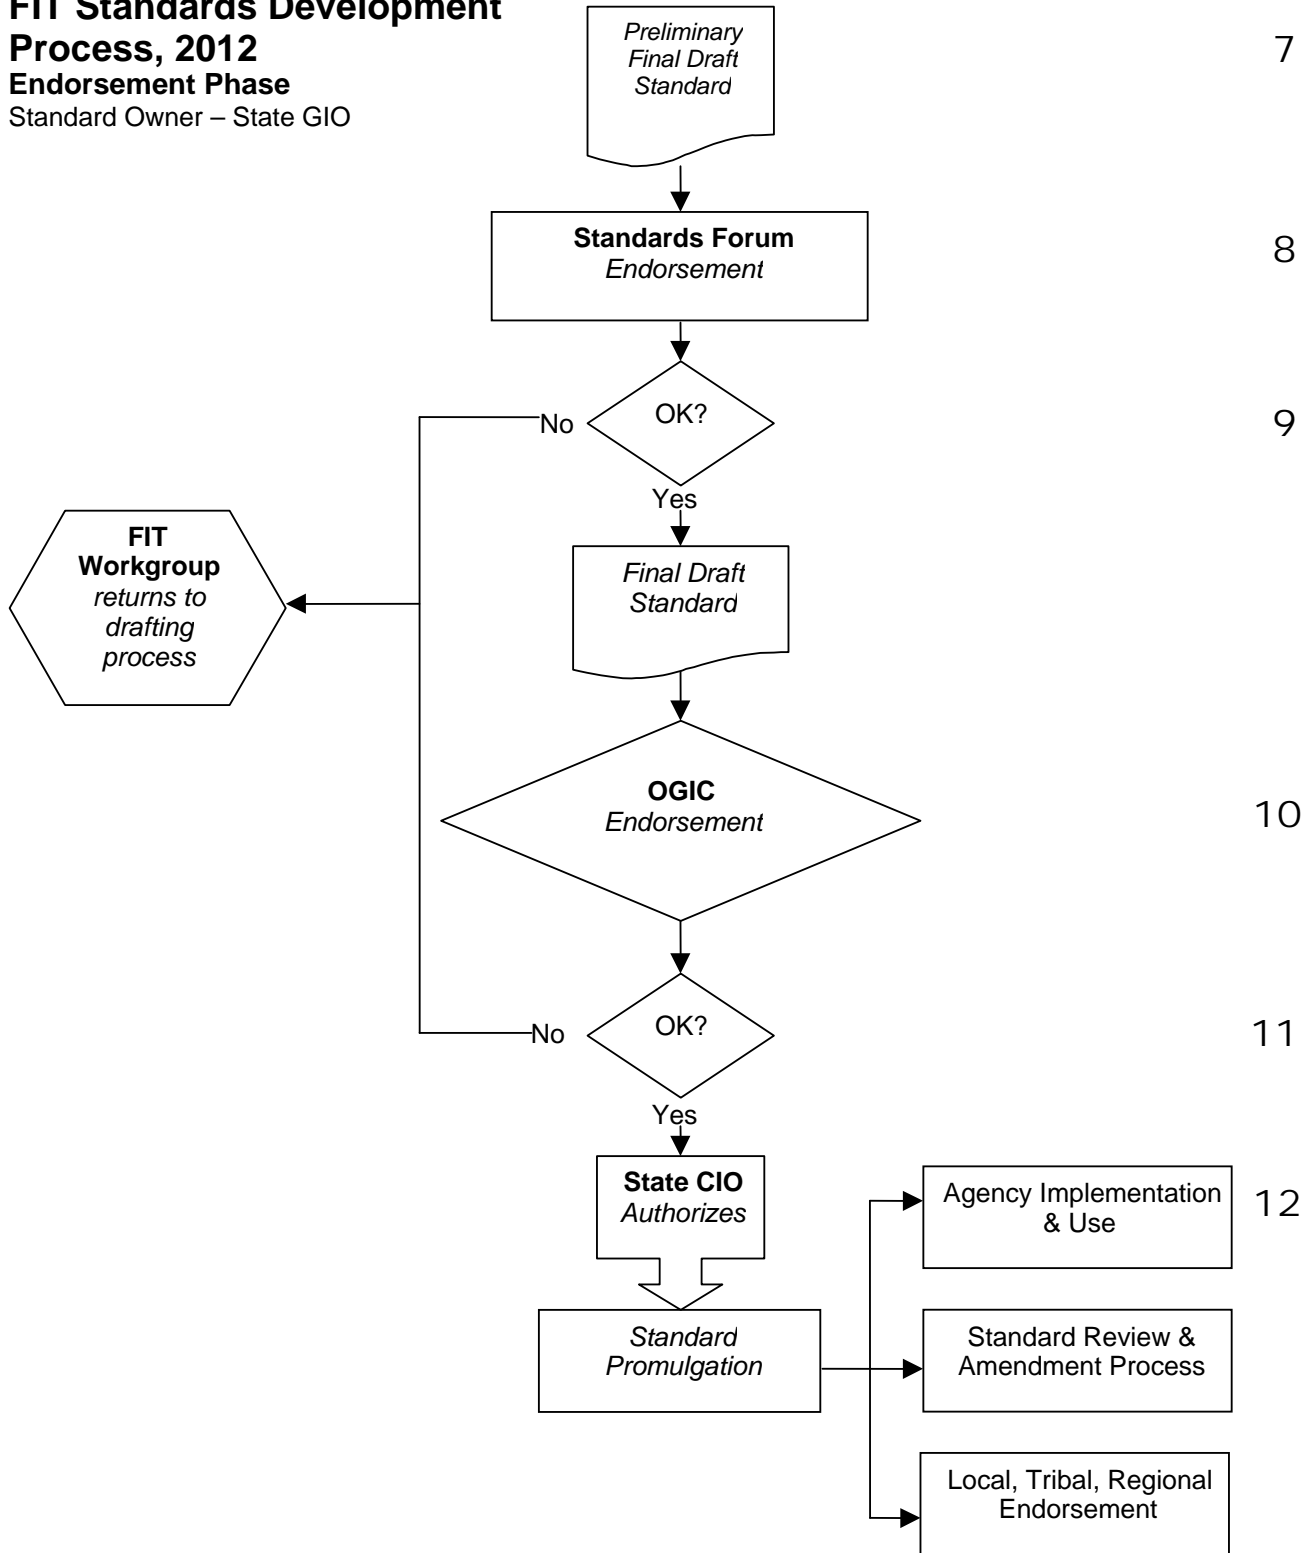 FIT Standards Development
Process, 2012
Endorsement Phase
Standard Owner – State GIO
Preliminary
Final Draft
Standard
7
Standards Forum
Endorsement
8
OK?
No
9
Yes
FIT
Workgroup
returns to
drafting
process
Final Draft
Standard
OGIC
Endorsement
10
OK?
No
11
Yes
State CIO
Authorizes
Agency Implementation
& Use
12
Standard
Promulgation
Standard Review &
Amendment Process
Local, Tribal, Regional
Endorsement